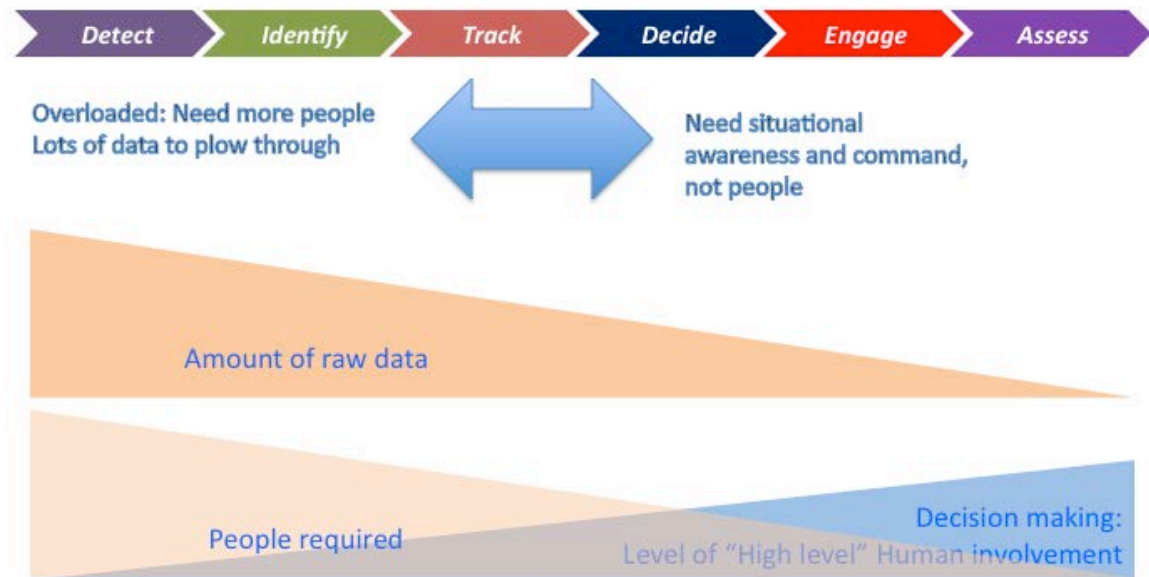 Detect
Identify
Track
Decide
Engage
Assess
Overloaded: Need more people
Lots of data to plow through
Need situational
awareness and command,
not people
Amount of raw data
People required
Decision making:
Level of “High level” Human involvement